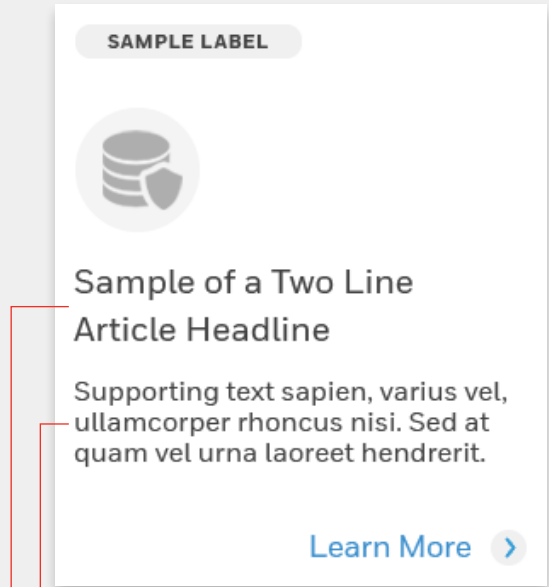 SAMPLE LABEL
Sample of a Two Line
Article Headline
Supporting text sapien, varius vel,
ullamcorper rhoncus nisi. Sed at
quam vel urna laoreet hendrerit.
Learn More